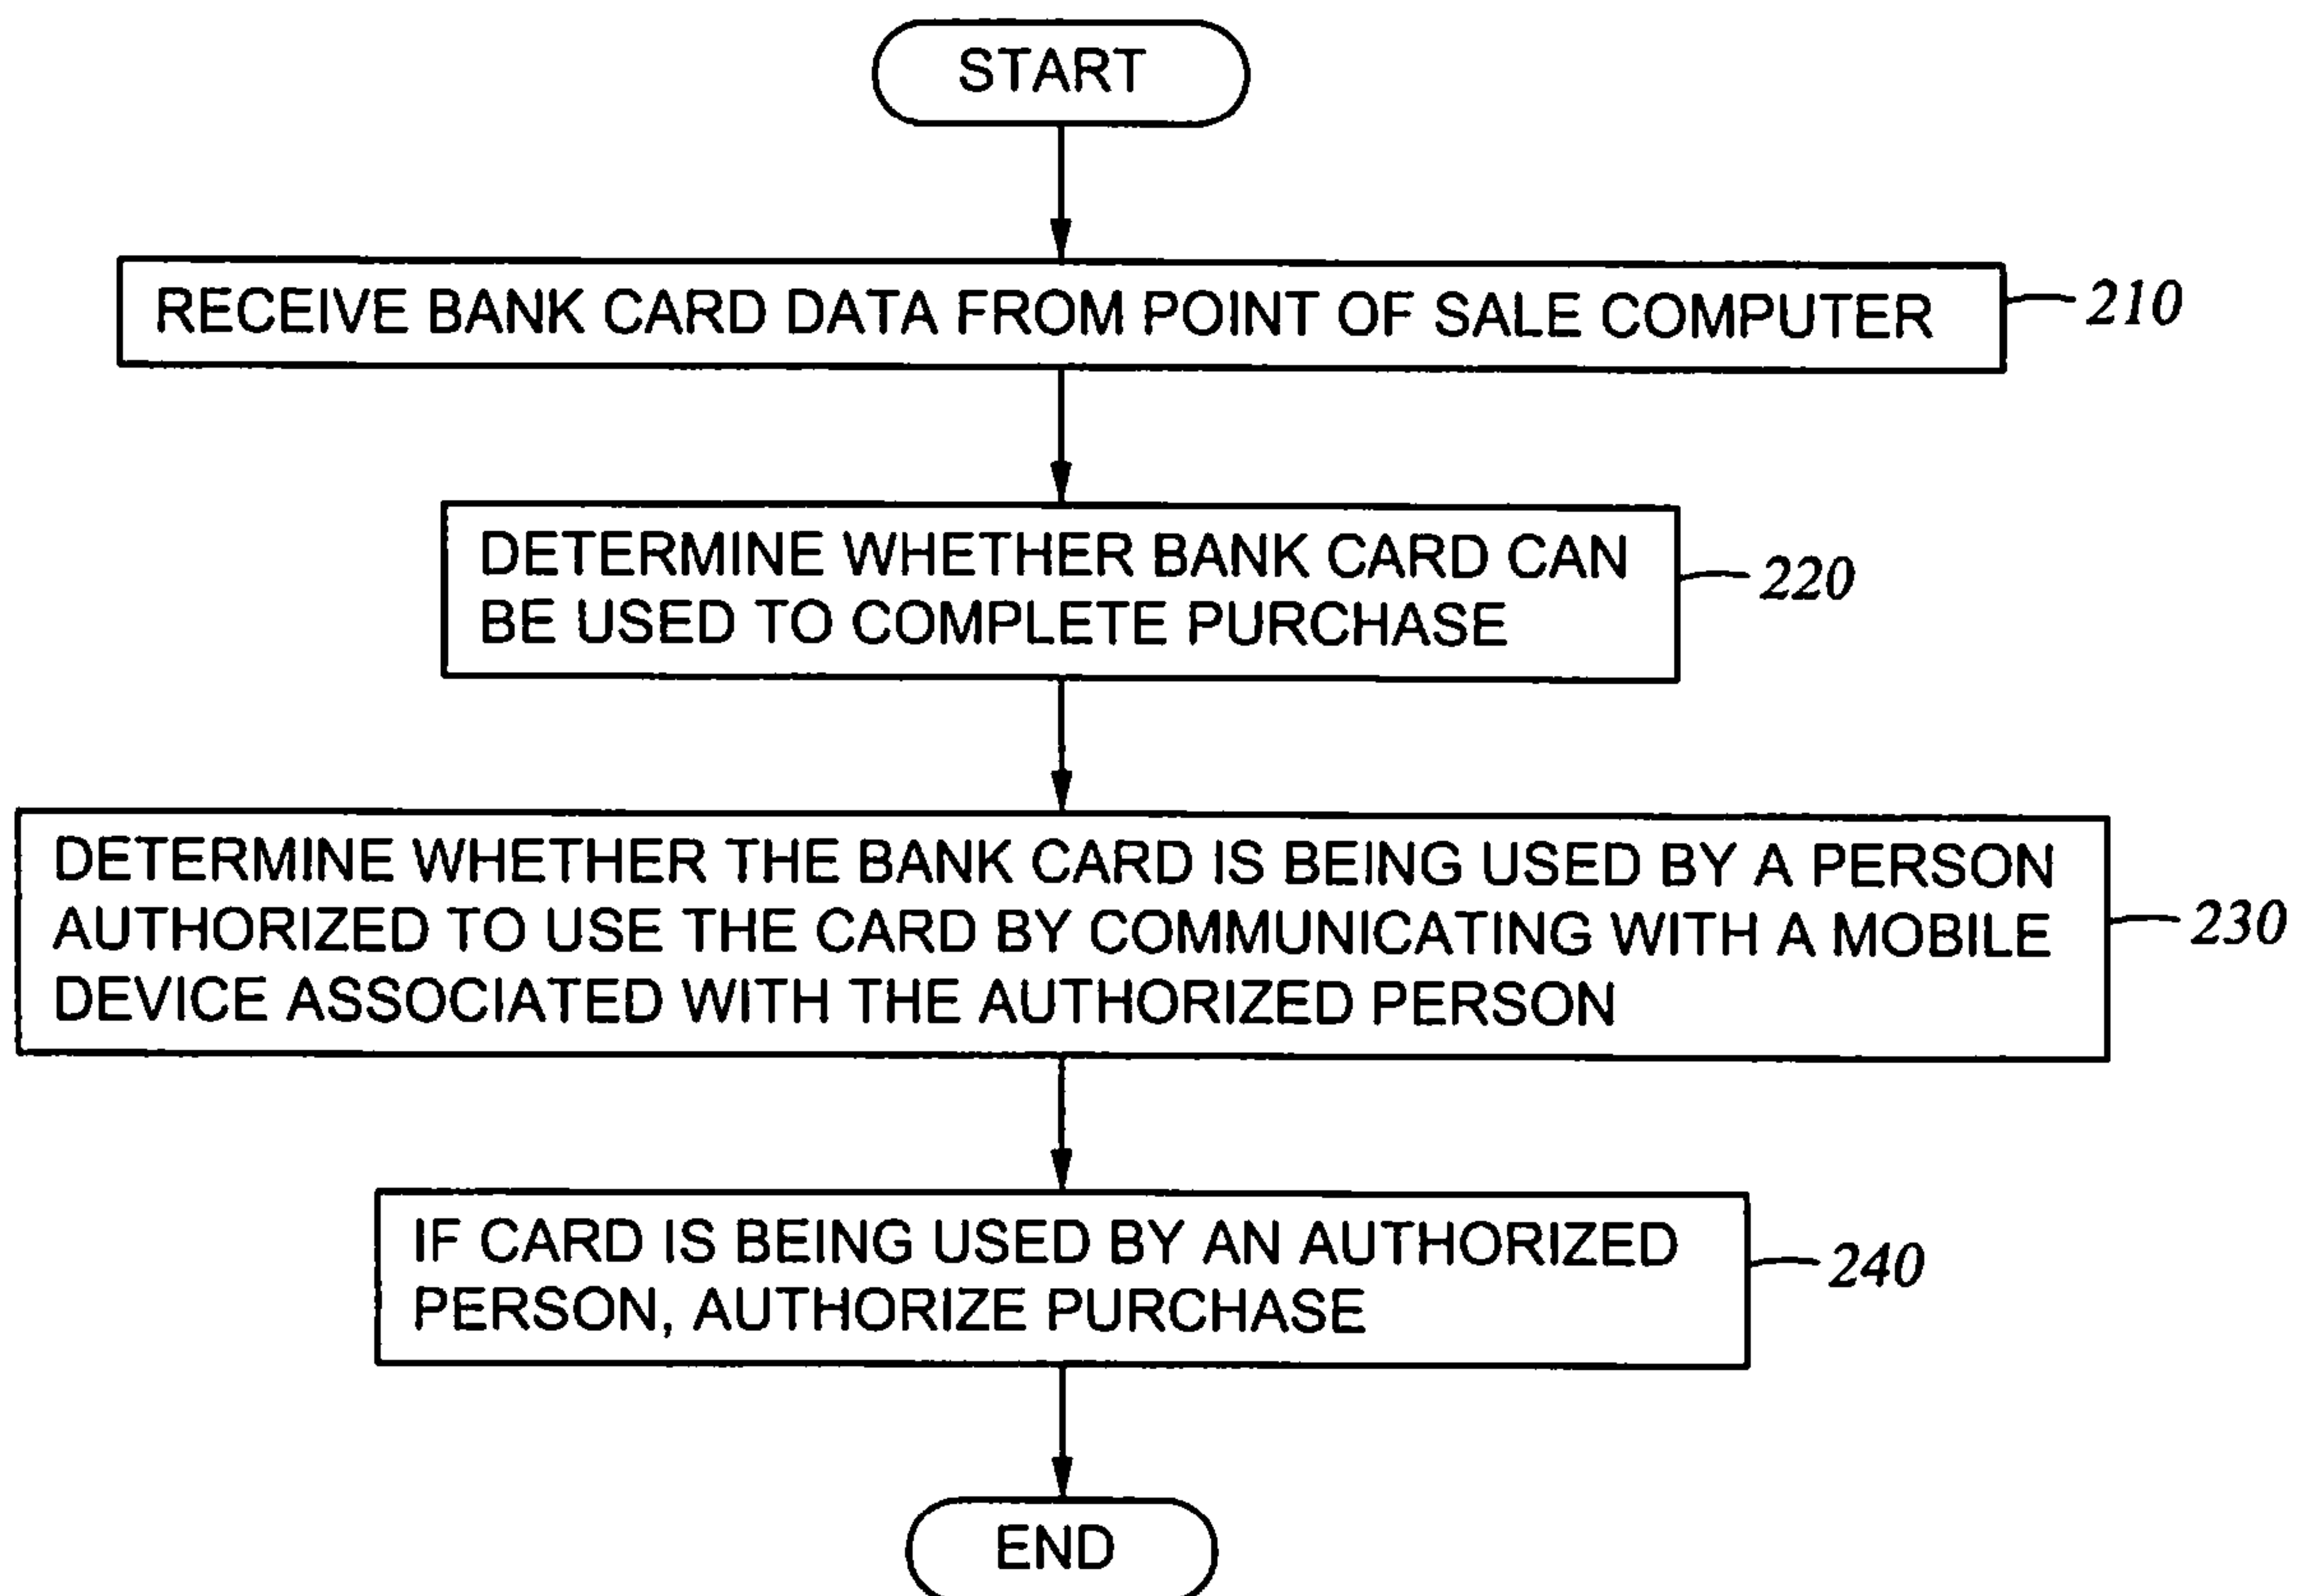 START
RECEIVE BANK CARD DATA FROM POINT OF SALE COMPUTER
210
DETERMINE WHETHER BANK CARD CAN
BE USED TO COMPLETE PURCHASE
220
DETERMINE WHETHER THE BANK CARD IS BEING USED BY A PERSON
AUTHORIZED TO USE THE CARD BY COMMUNICATING WITH A MOBILE
DEVICE ASSOCIATED WITH THE AUTHORIZED PERSON
230
IF CARD IS BEING USED BY AN AUTHORIZED
PERSON, AUTHORIZE PURCHASE
240
END